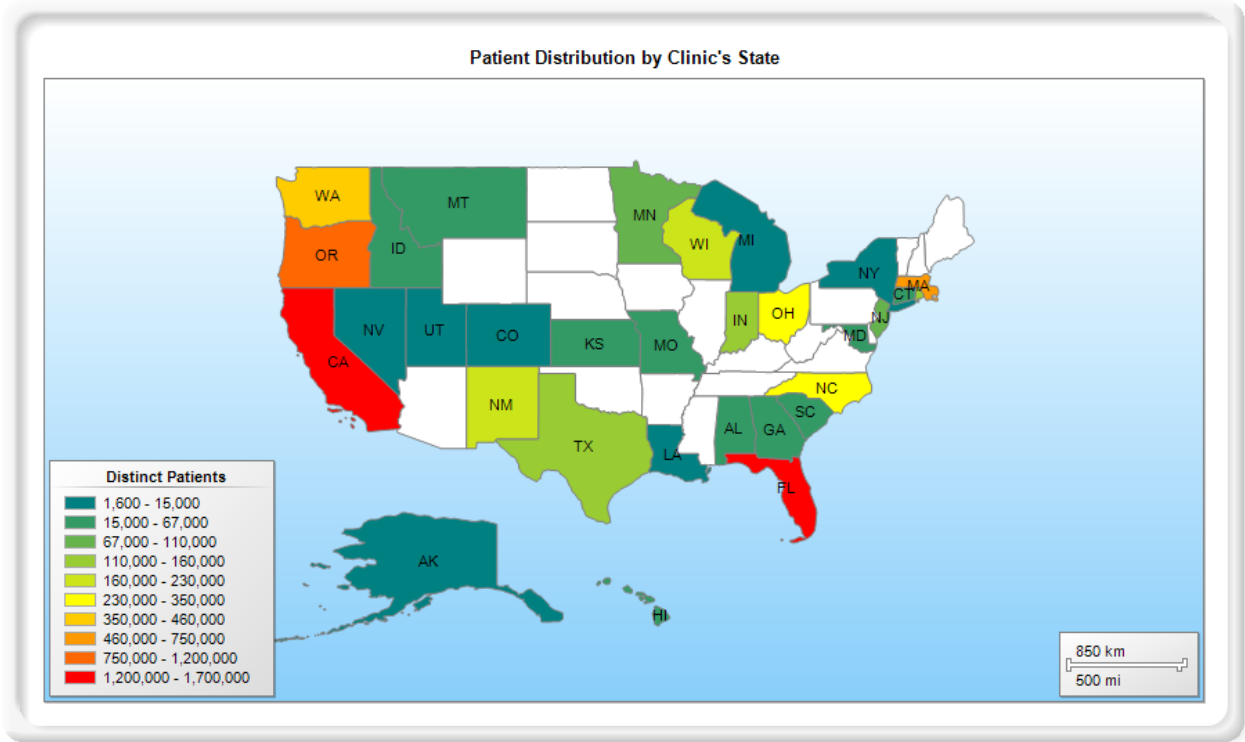 Patient Distribution by Clinic's State
WA
MT
MN
OR
ID
WI
MI
NY
MA
CT
NV
UT
CO
KS
MO
IN
OH
NJ
MD
CA
NM
NC
TX
AL
GA
SC
LA
FL
AK
HI
Distinct Patients
1,600 - 15,000
15,000 - 67,000
67,000 - 110,000
110,000 - 160,000
160,000 - 230,000
230,000 - 350,000
350,000 - 460,000
460,000 - 750,000
750,000 - 1,200,000
1,200,000 - 1,700,000
850 km
500 mi